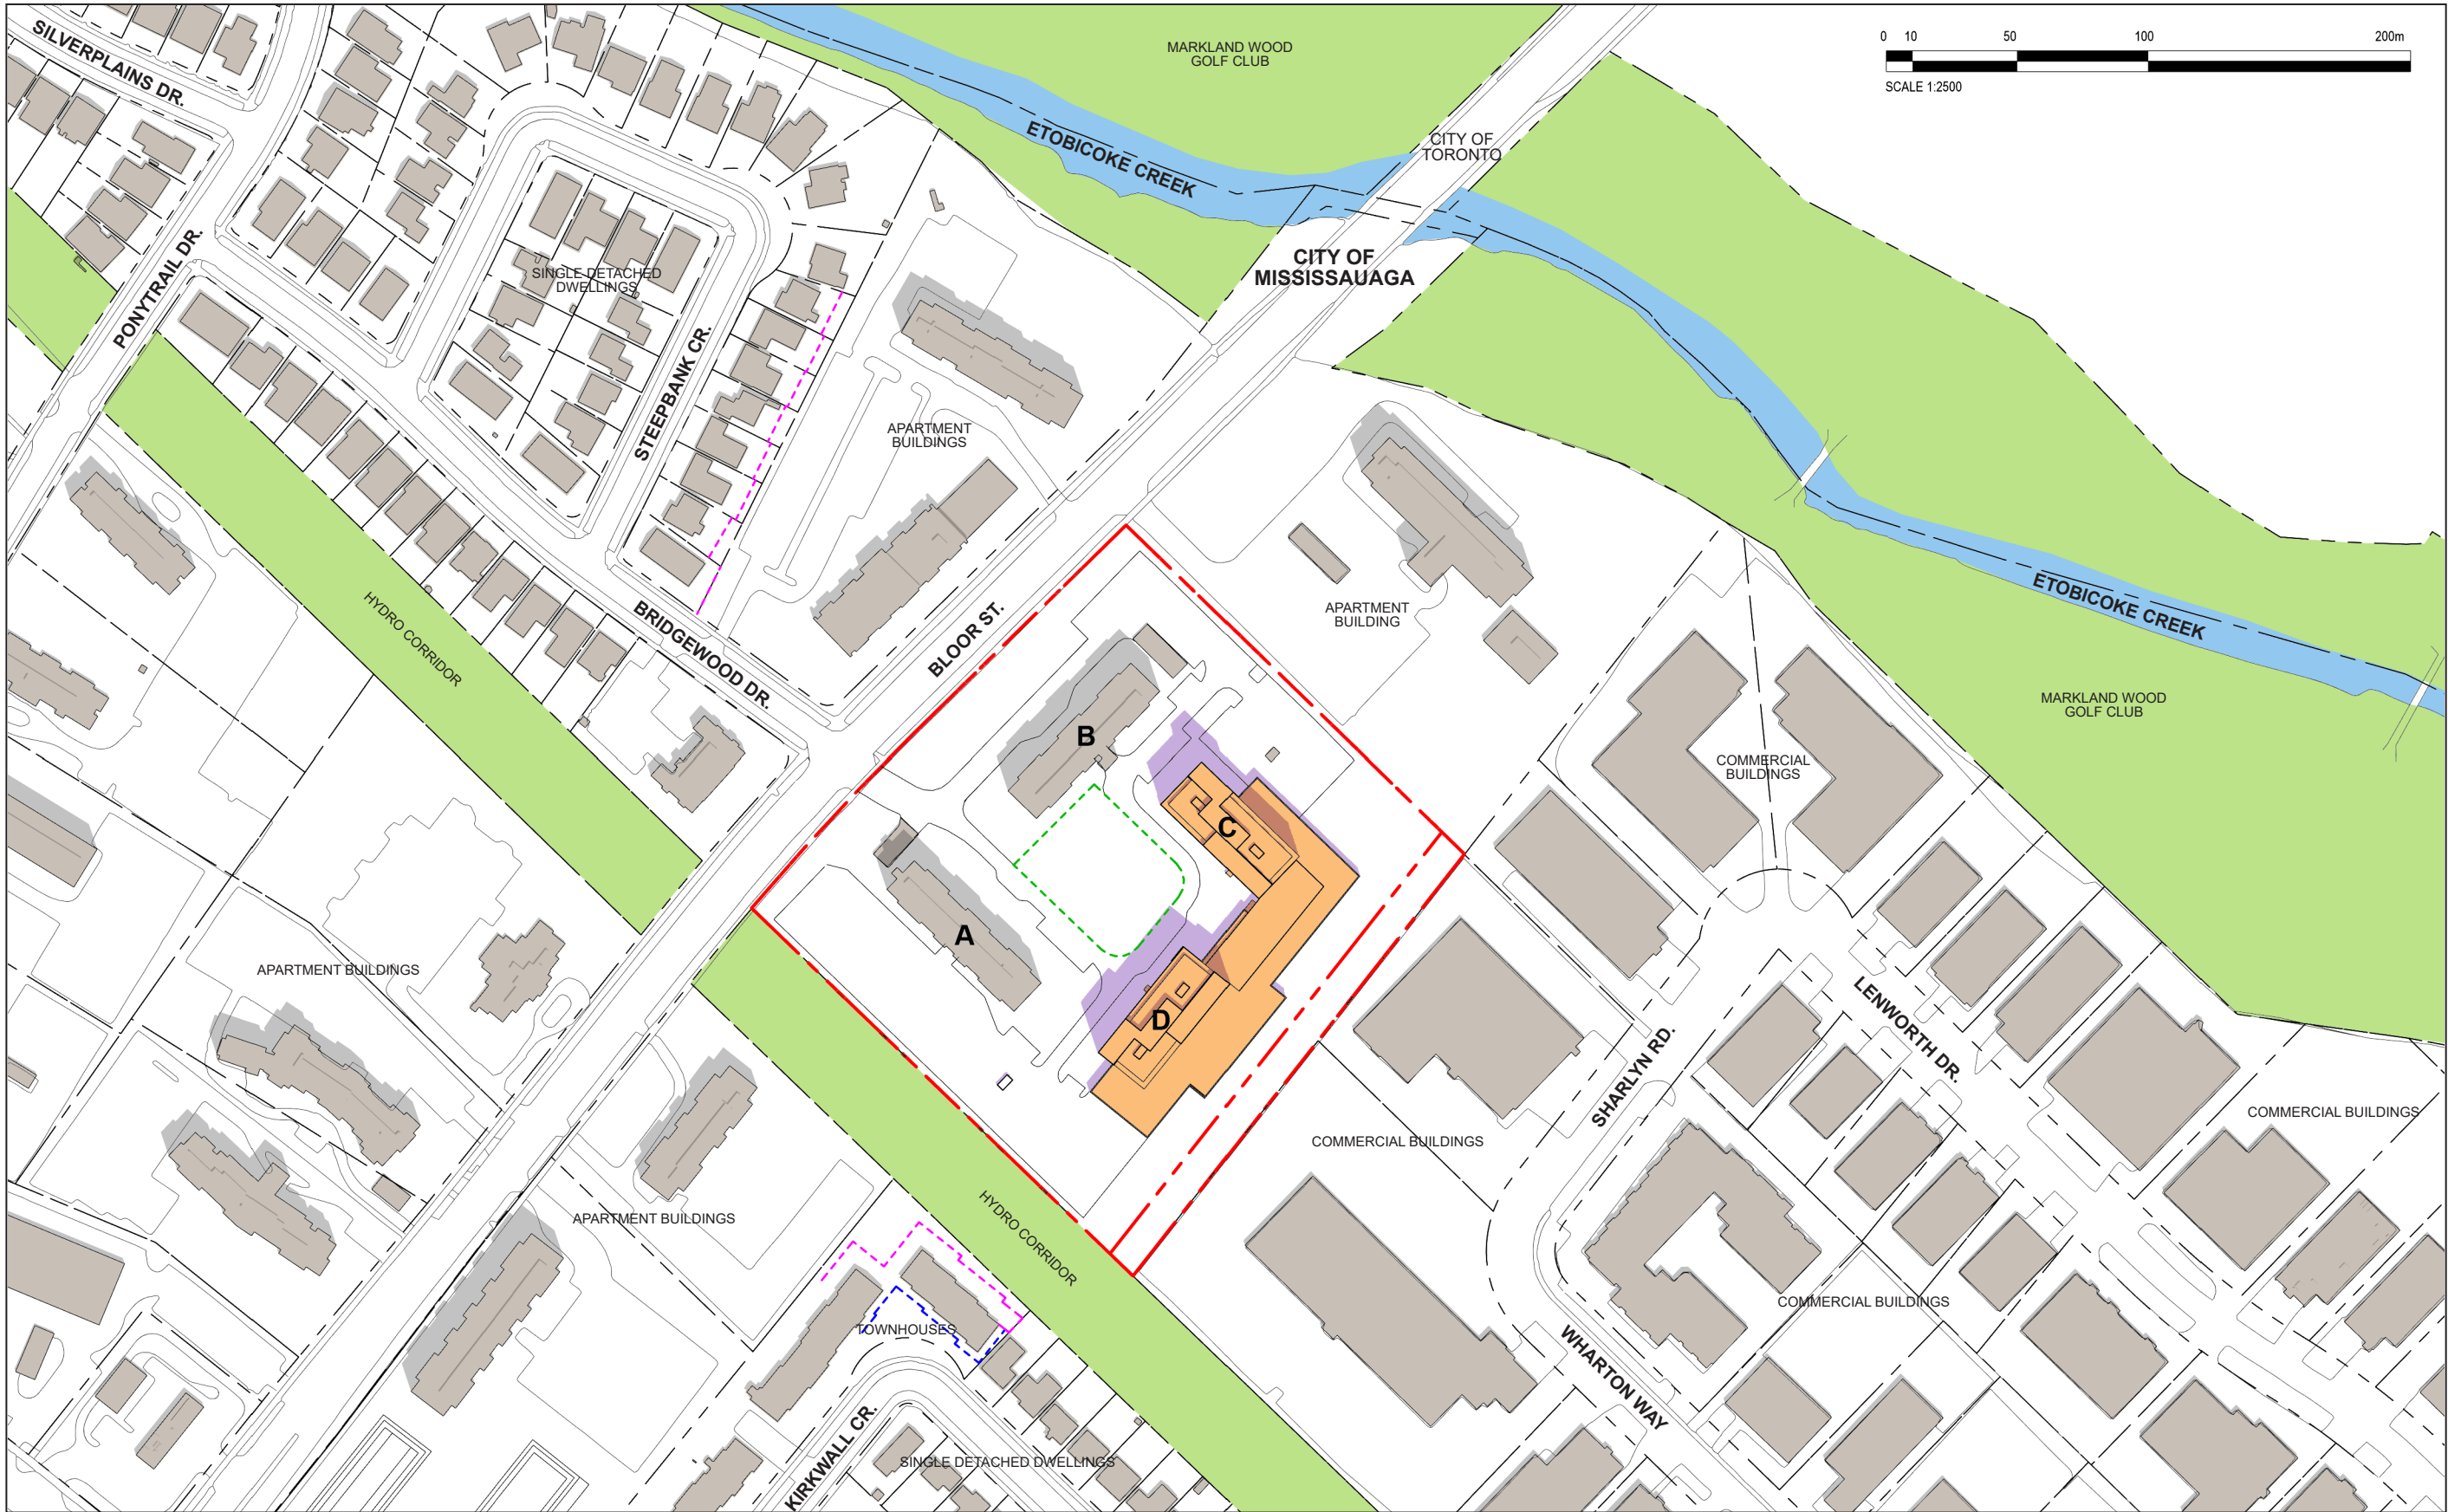 SILVERPLAINS DR.
MARKLAND WOOD
GOLF CLUB
0 10 50 100 200m
SCALE 1:2500
ETOBICOKE CREEK
CITY OF
TORONTO
CITY OF
MISSISSAUAGA
PONYTRAIL DR.
SINGLE DETACHED
DWELLINGS
STEEPBANK CR.
APARTMENT
BUILDINGS
HYDRO CORRIDOR
BRIDGEWOOD DR.
BLOOR ST.
APARTMENT
BUILDING
ETOBICOKE CREEK
MARKLAND WOOD
GOLF CLUB
COMMERCIAL
BUILDINGS
B
C
A
D
APARTMENT BUILDINGS
LENWORTH DR.
SHARLYN RD.
COMMERCIAL BUILDINGS
COMMERCIAL BUILDINGS
APARTMENT BUILDINGS
HYDRO CORRIDOR
COMMERCIAL BUILDINGS
TOWNHOUSES
WHARTON WAY
KIRKWALL CR.
SINGLE DETACHED DWELLINGS